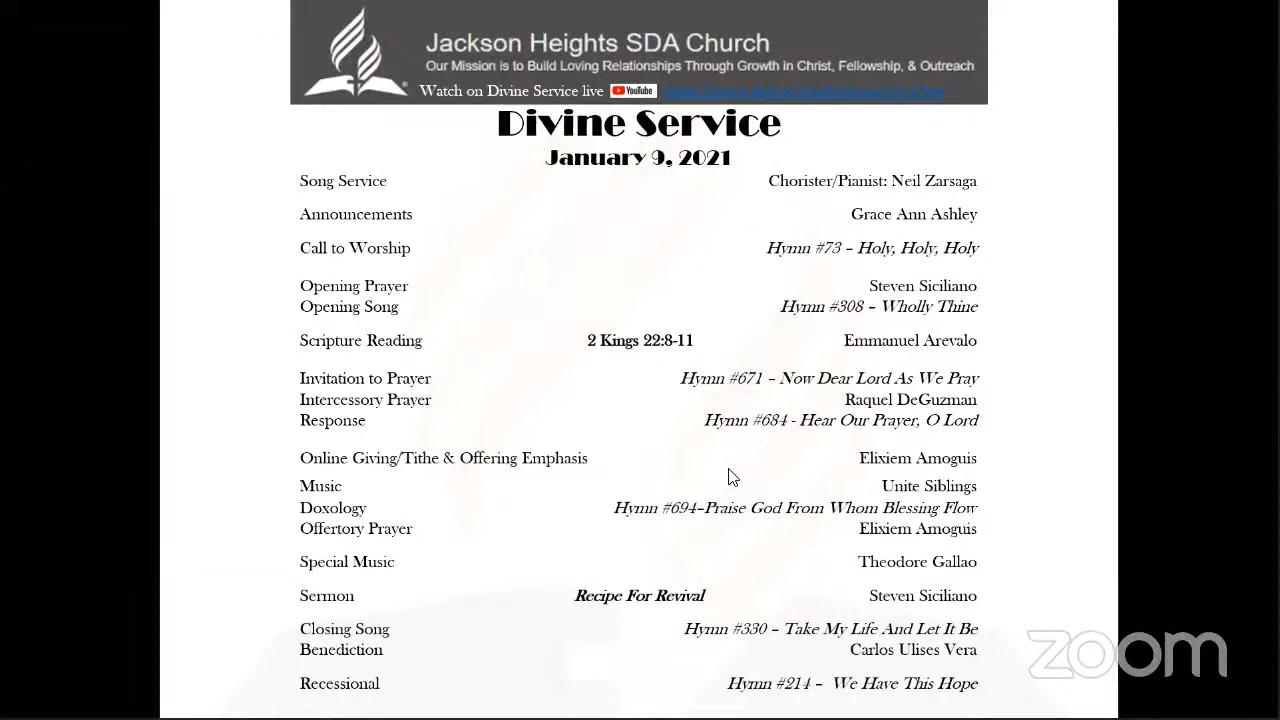 Jackson Heights SDA Church
Our Mission is to Build Loving Relationships Through Growth in Christ, Fellowship, & Outreach
Watch on Divine Service live YouTube
Divine Service
January 9, 2021
Song Service Chorister/Pianist: Neil Zarsaga
Announcements Grace Ann Ashley
Call to Worship Hymn #73 – Holy, Holy, Holy
Opening Prayer Steven Siciliano
Opening Song Hymn #308 – Wholly Thine
Scripture Reading 2 Kings 22:8-11 Emmanuel Arevalo
Invitation to Prayer Hymn #671 – Now Dear Lord As We Pray
Intercessory Prayer Raquel DeGuzman
Response Hymn #684 - Hear Our Prayer, O Lord
Online Giving/Tithe & Offering Emphasis Elixiem Amoguis
Music Unite Siblings
Doxology Hymn #694–Praise God From Whom Blessing Flow
Offertory Prayer Elixiem Amoguis
Special Music Theodore Gallao
Sermon Recipe For Revival Steven Siciliano
Closing Song Hymn #330 – Take My Life And Let It Be
Benediction Carlos Ulises Vera
Recessional Hymn #214 – We Have This Hope
zoom